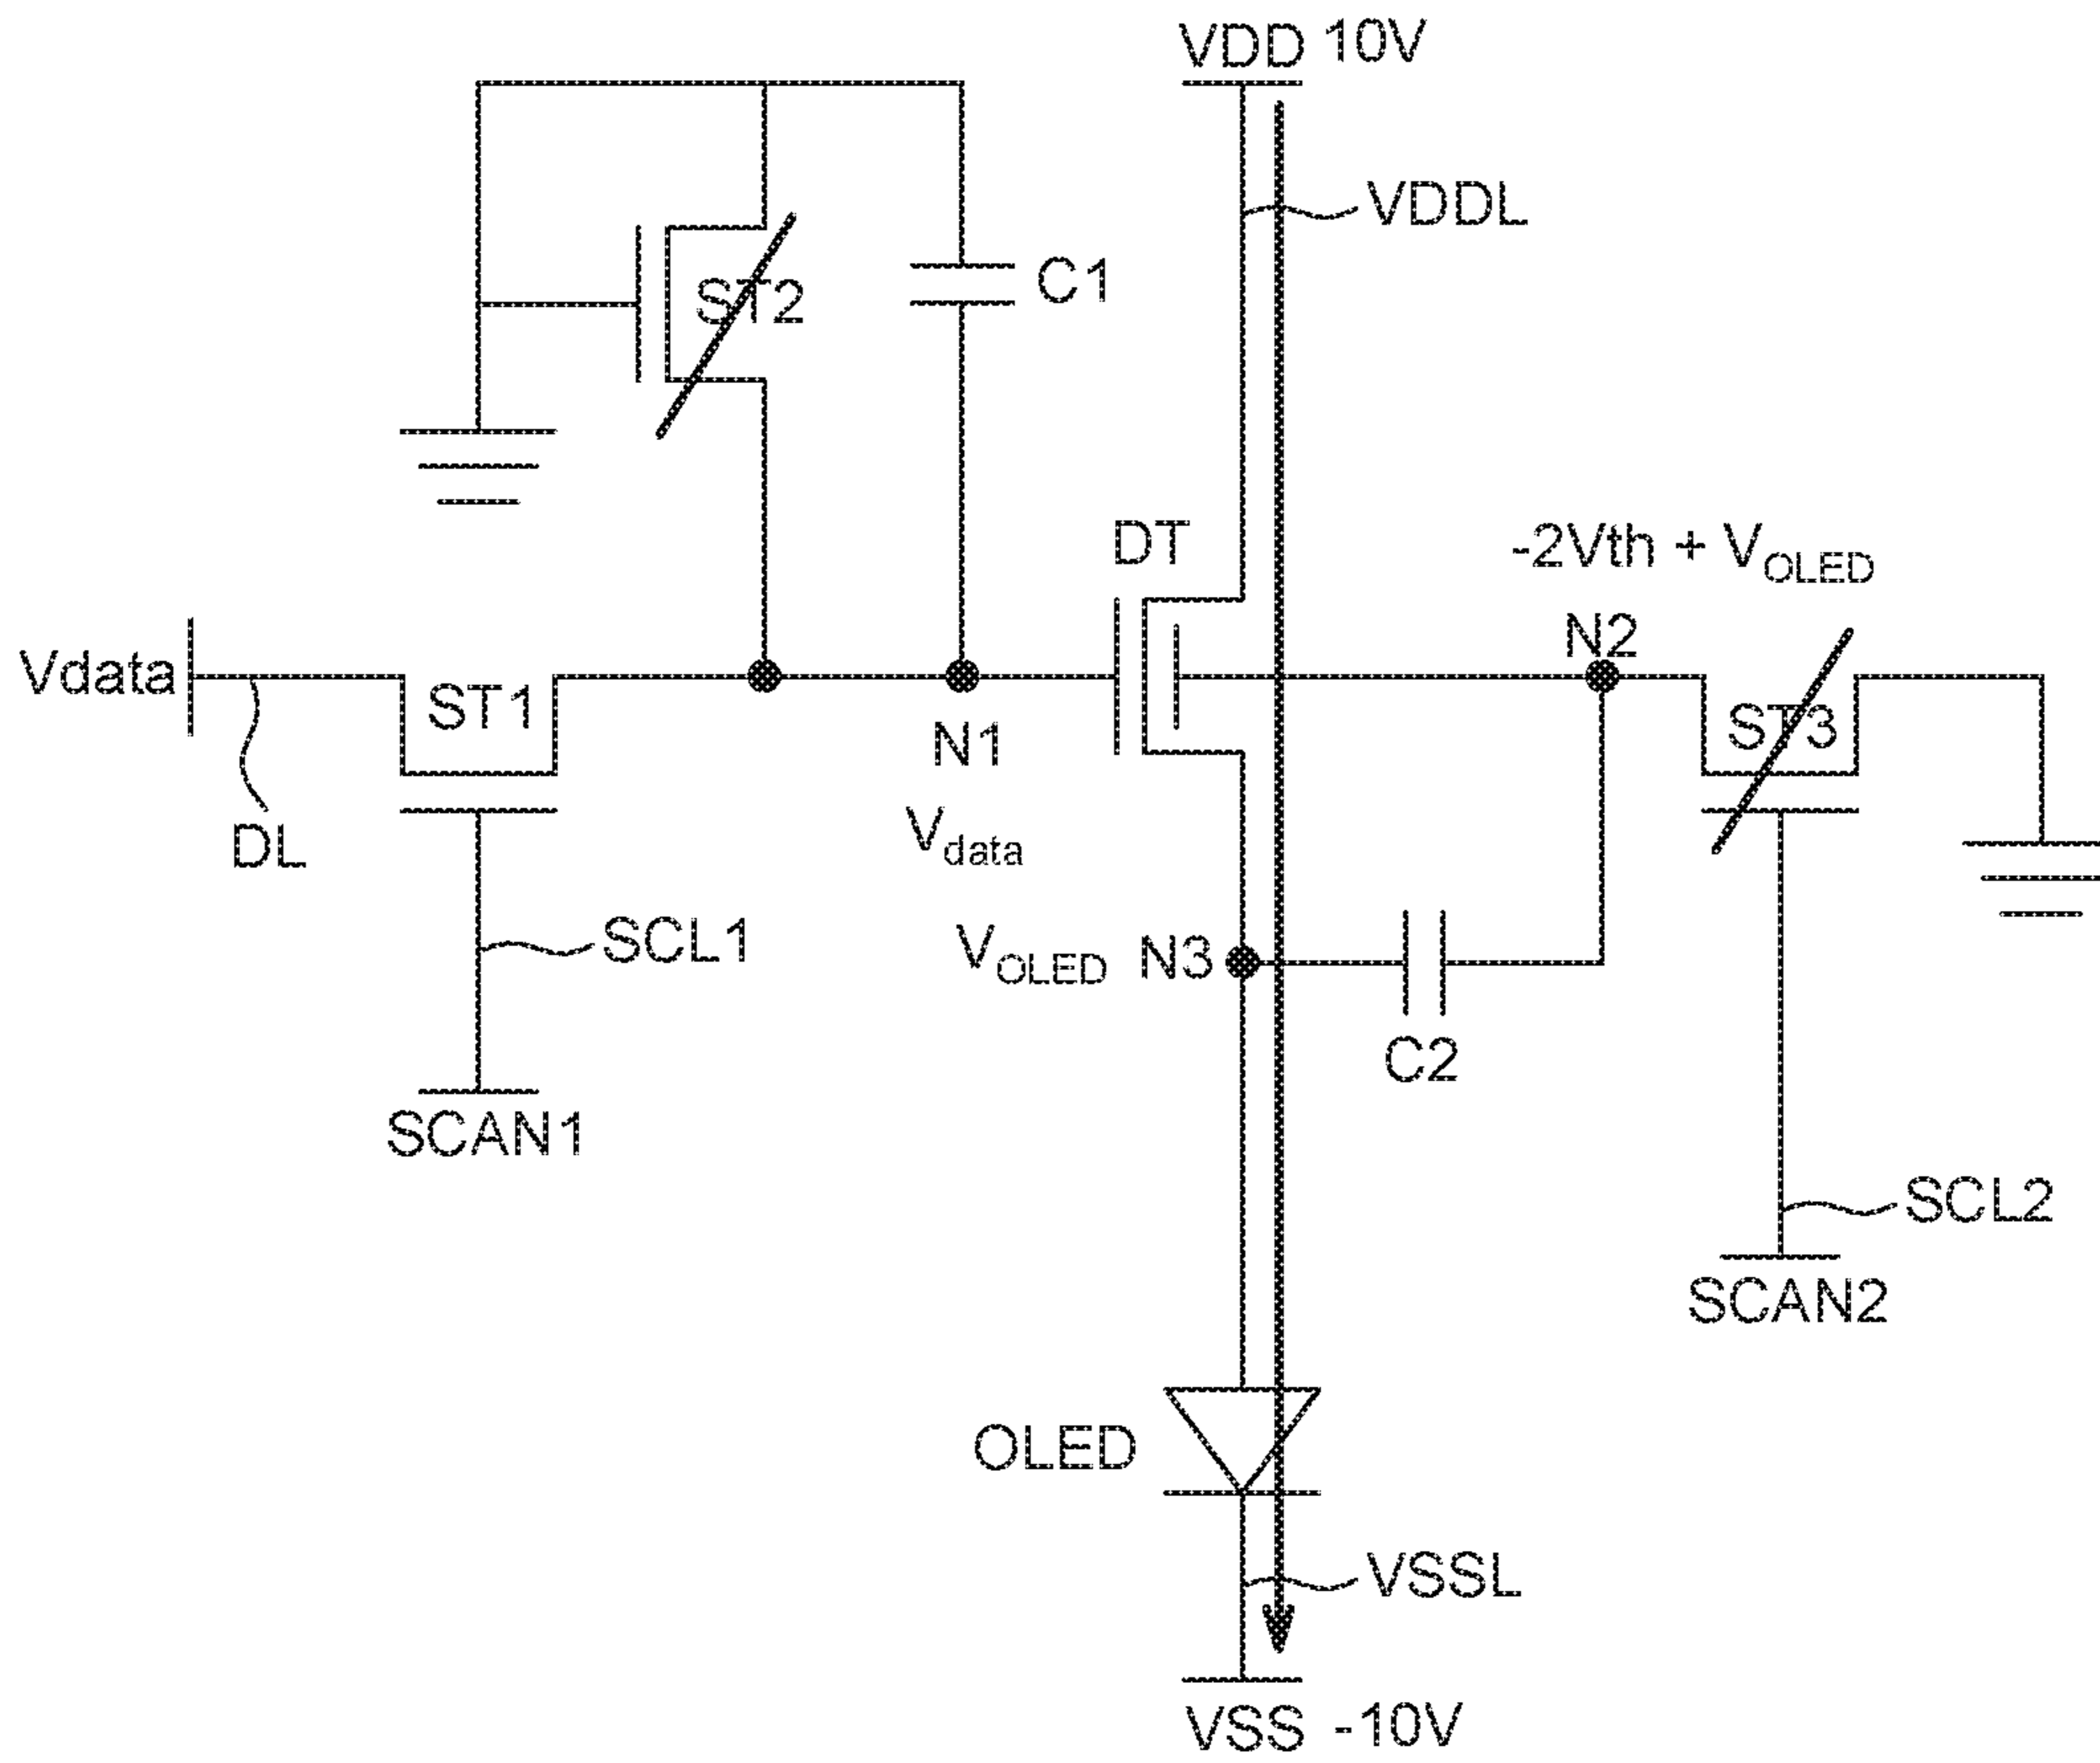 VDD 10V
VDDL
ST2
C1
DT
-2Vth + VOLED
N2
Vdata
ST1
N1
ST3
Vdata
DL
SCL1
VOLED N3
C2
SCAN1
SCL2
SCAN2
OLED
VSSL
VSS -10V